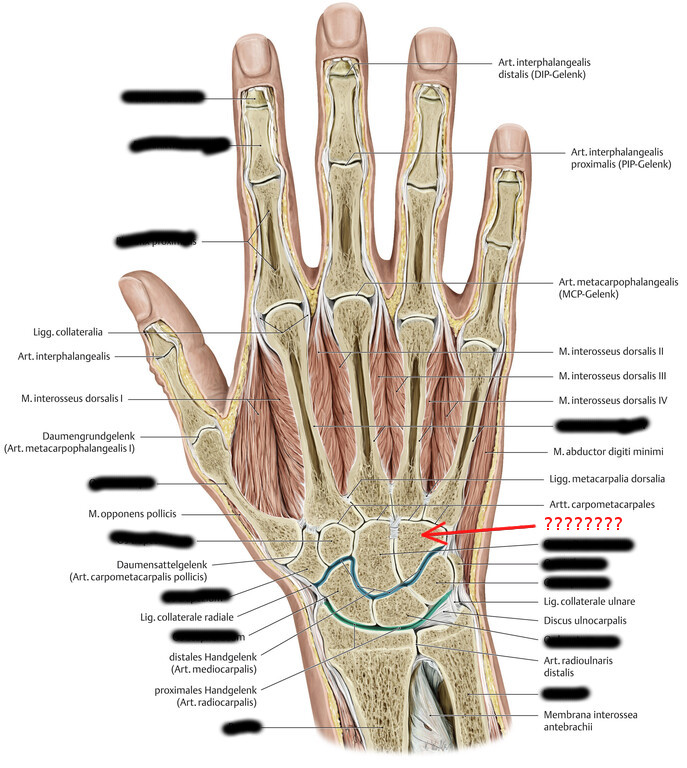 Art. interphalangealis
distalis (DIP-Gelenk)
Art. interphalangealis
proximalis (PIP-Gelenk)
Art. metacarpophalangealis
(MCP-Gelenk)
Ligg. collateralia
Art. interphalangealis
M. interosseus dorsalis II
M. interosseus dorsalis III
M. interosseus dorsalis I
M. interosseus dorsalis IV
Daumengrundgelenk
(Art. metacarpophalangealis I)
M. abductor digiti minimi
Ligg. metacarpalia dorsalia
Artt. carpometacarpales
M. opponens pollicis
????????
Daumensattelgelenk
(Art. carpometacarpalis pollicis)
Lig. collaterale ulnare
Lig. collaterale radiale
Discus ulnocarpalis
distales Handgelenk
(Art. mediocarpalis)
Art. radioulnaris
distalis
proximales Handgelenk
(Art. radiocarpalis)
Membrana interossea
antebrachii